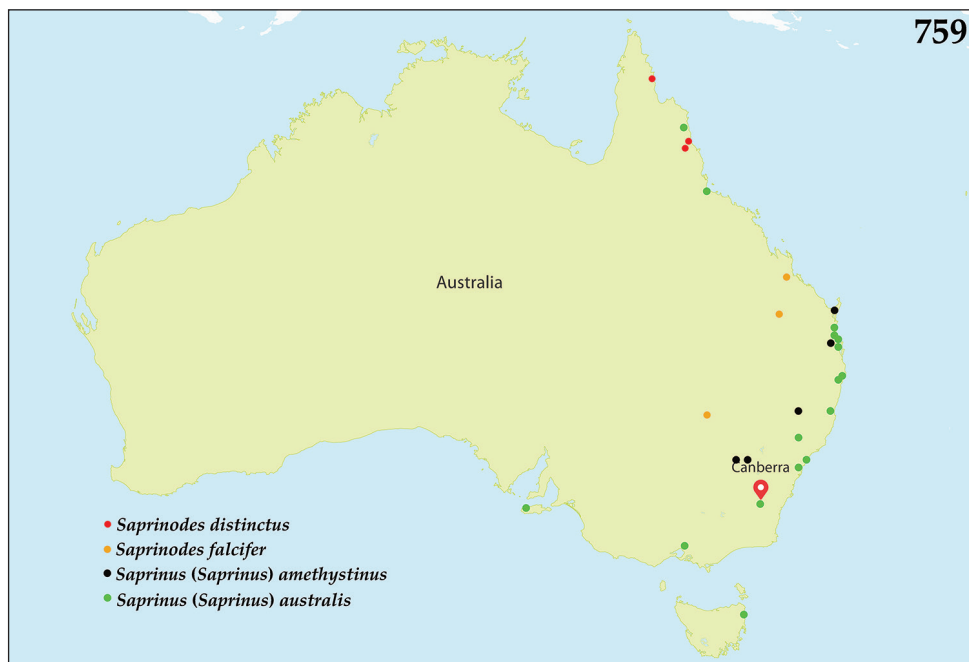 759
Australia
Canberra
Saprinodes distinctus
Saprinodes falcifer
Saprinus (Saprinus) amethystinus
Saprinus (Saprinus) australis